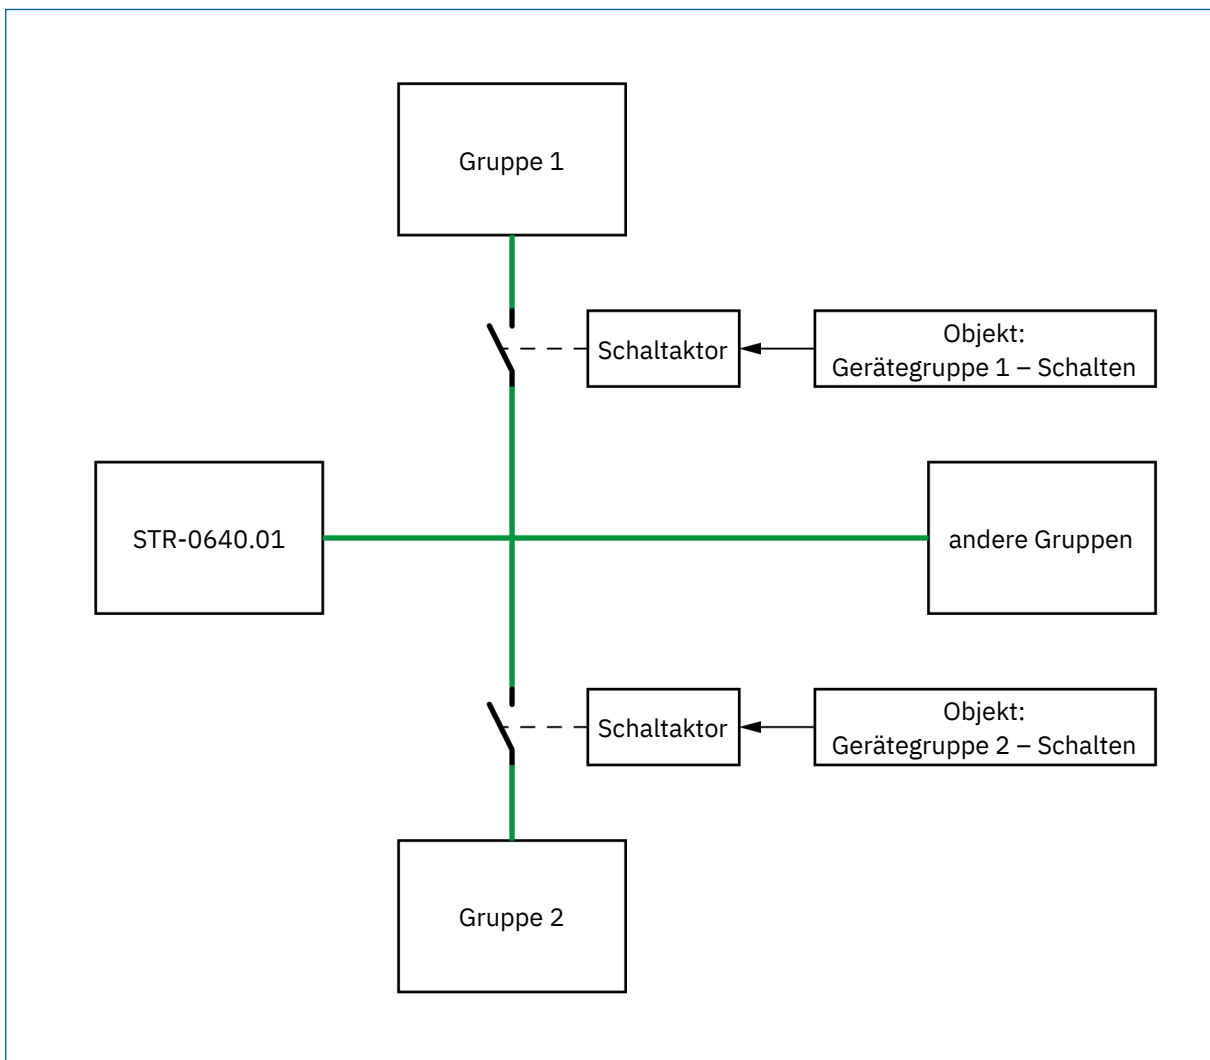 Gruppe 1
Schaltaktor
Objekt:
Gerätegruppe 1 – Schalten
STR-0640.01
andere Gruppen
Schaltaktor
Objekt:
Gerätegruppe 2 – Schalten
Gruppe 2